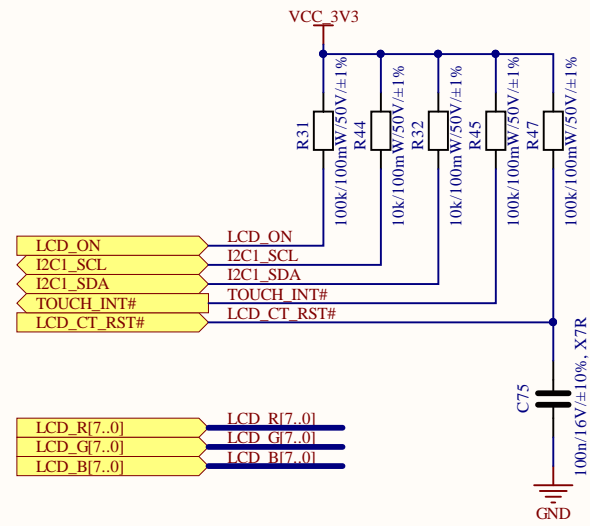 VCC_3V3
R31
100k/100mW/50V/±1%
R44
10k/100mW/50V/±1%
R32
10k/100mW/50V/±1%
R45
100k/100mW/50V/±1%
R47
100k/100mW/50V/±1%
LCD_ON LCD_ON
I2C1_SCL I2C1_SCL
I2C1_SDA I2C1_SDA
TOUCH_INT# TOUCH_INT#
LCD_CT_RST# LCD_CT_RST#
C75
100n/16V/±10%, X7R
LCD_R[7..0] LCD_R[7..0]
LCD_G[7..0] LCD_G[7..0]
LCD_B[7..0] LCD_B[7..0]
GND